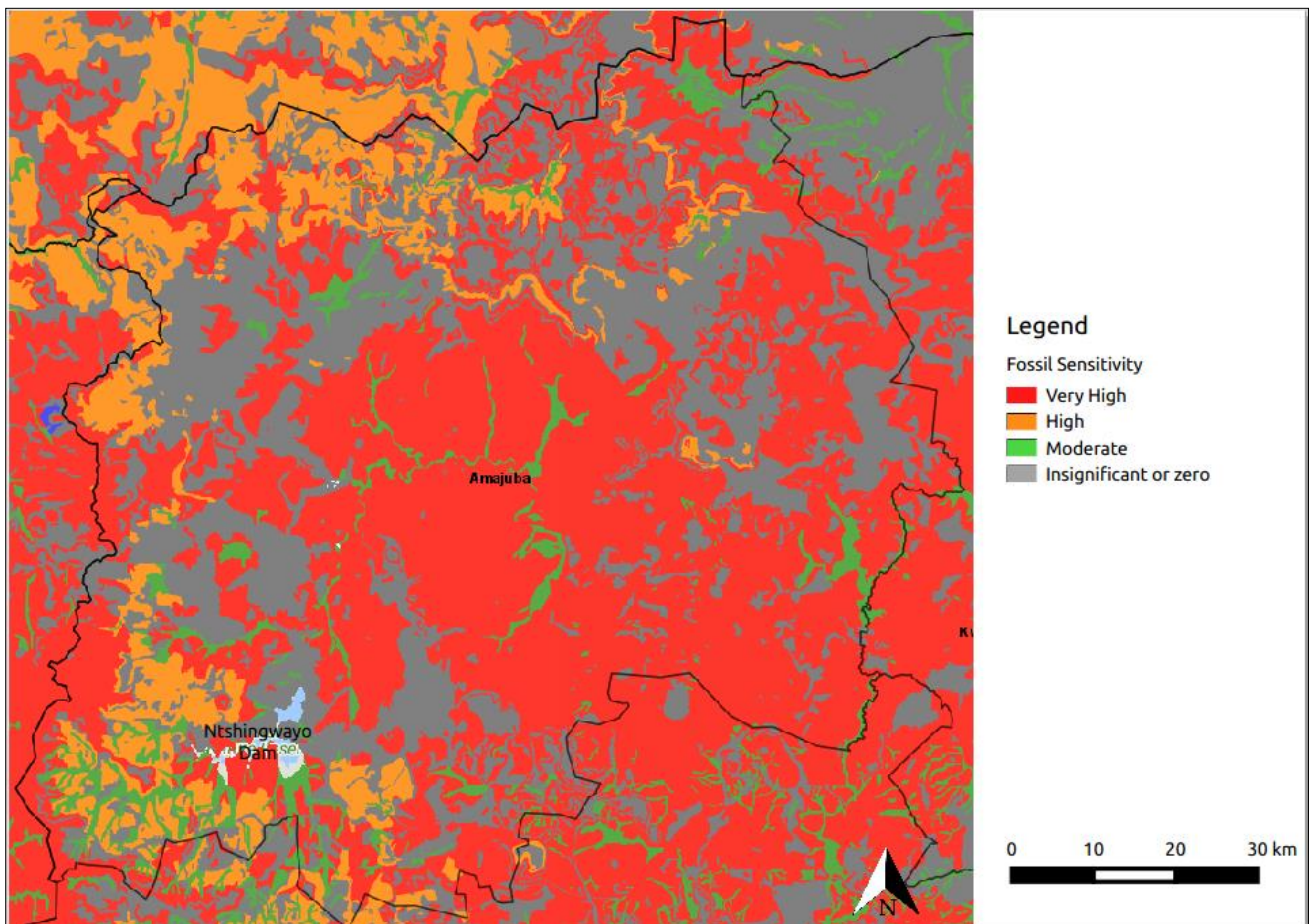 Amajuba
Ntshingwayo
Dam
Legend
Fossil Sensitivity
Very High
High
Moderate
Insignificant or zero
0 10 20 30 km
N